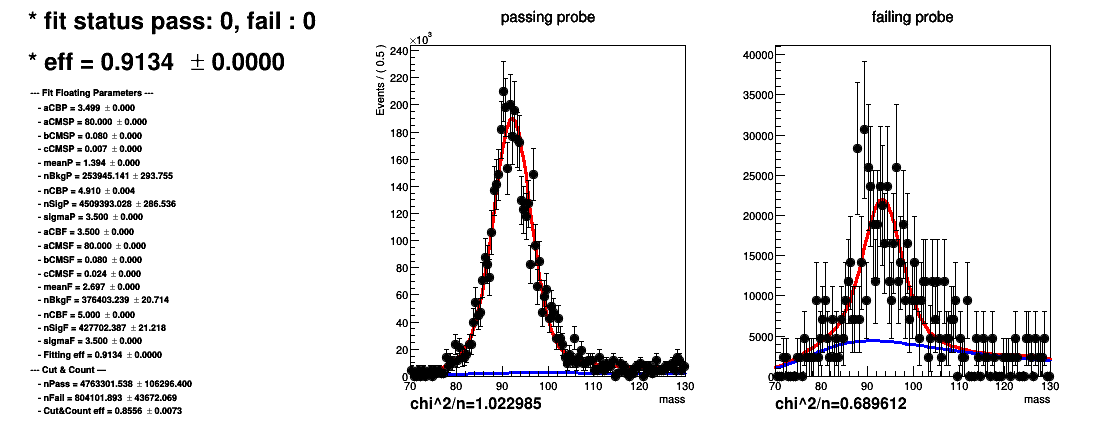 * fit status pass: 0, fail : 0
* eff = 0.9134 ± 0.0000
--- Fit Floating Parameters ---
- aCBP = 3.499 ± 0.000
- aCMSP = 80.000 ± 0.000
- bCMSP = 0.080 ± 0.000
- cCMSP = 0.007 ± 0.000
- meanP = 1.394 ± 0.000
- nBkgP = 253945.141 ± 293.755
- nCBP = 4.910 ± 0.004
- nSigP = 4509393.028 ± 286.536
- sigmaP = 3.500 ± 0.000
- aCBF = 3.500 ± 0.000
- aCMSF = 80.000 ± 0.000
- bCMSF = 0.080 ± 0.000
- cCMSF = 0.024 ± 0.000
- meanF = 2.697 ± 0.000
- nBkgF = 376403.239 ± 20.714
- nCBF = 5.000 ± 0.000
- nSigF = 427702.387 ± 21.218
- sigmaF = 3.500 ± 0.000
- Fitting eff = 0.9134 ± 0.0000
--- Cut & Count ---
- nPass = 4763301.538 ± 106296.400
- nFail = 804101.893 ± 43672.069
- Cut&Count eff = 0.8556 ± 0.0073
passing probe
×10³
Events / ( 0.5 )
240
220
200
180
160
140
120
100
80
60
40
20
0
70 80 90 100 110 120 130
mass
chi^2/n=1.022985
failing probe
40000
35000
30000
25000
20000
15000
10000
5000
0
70 80 90 100 110 120 130
mass
chi^2/n=0.689612